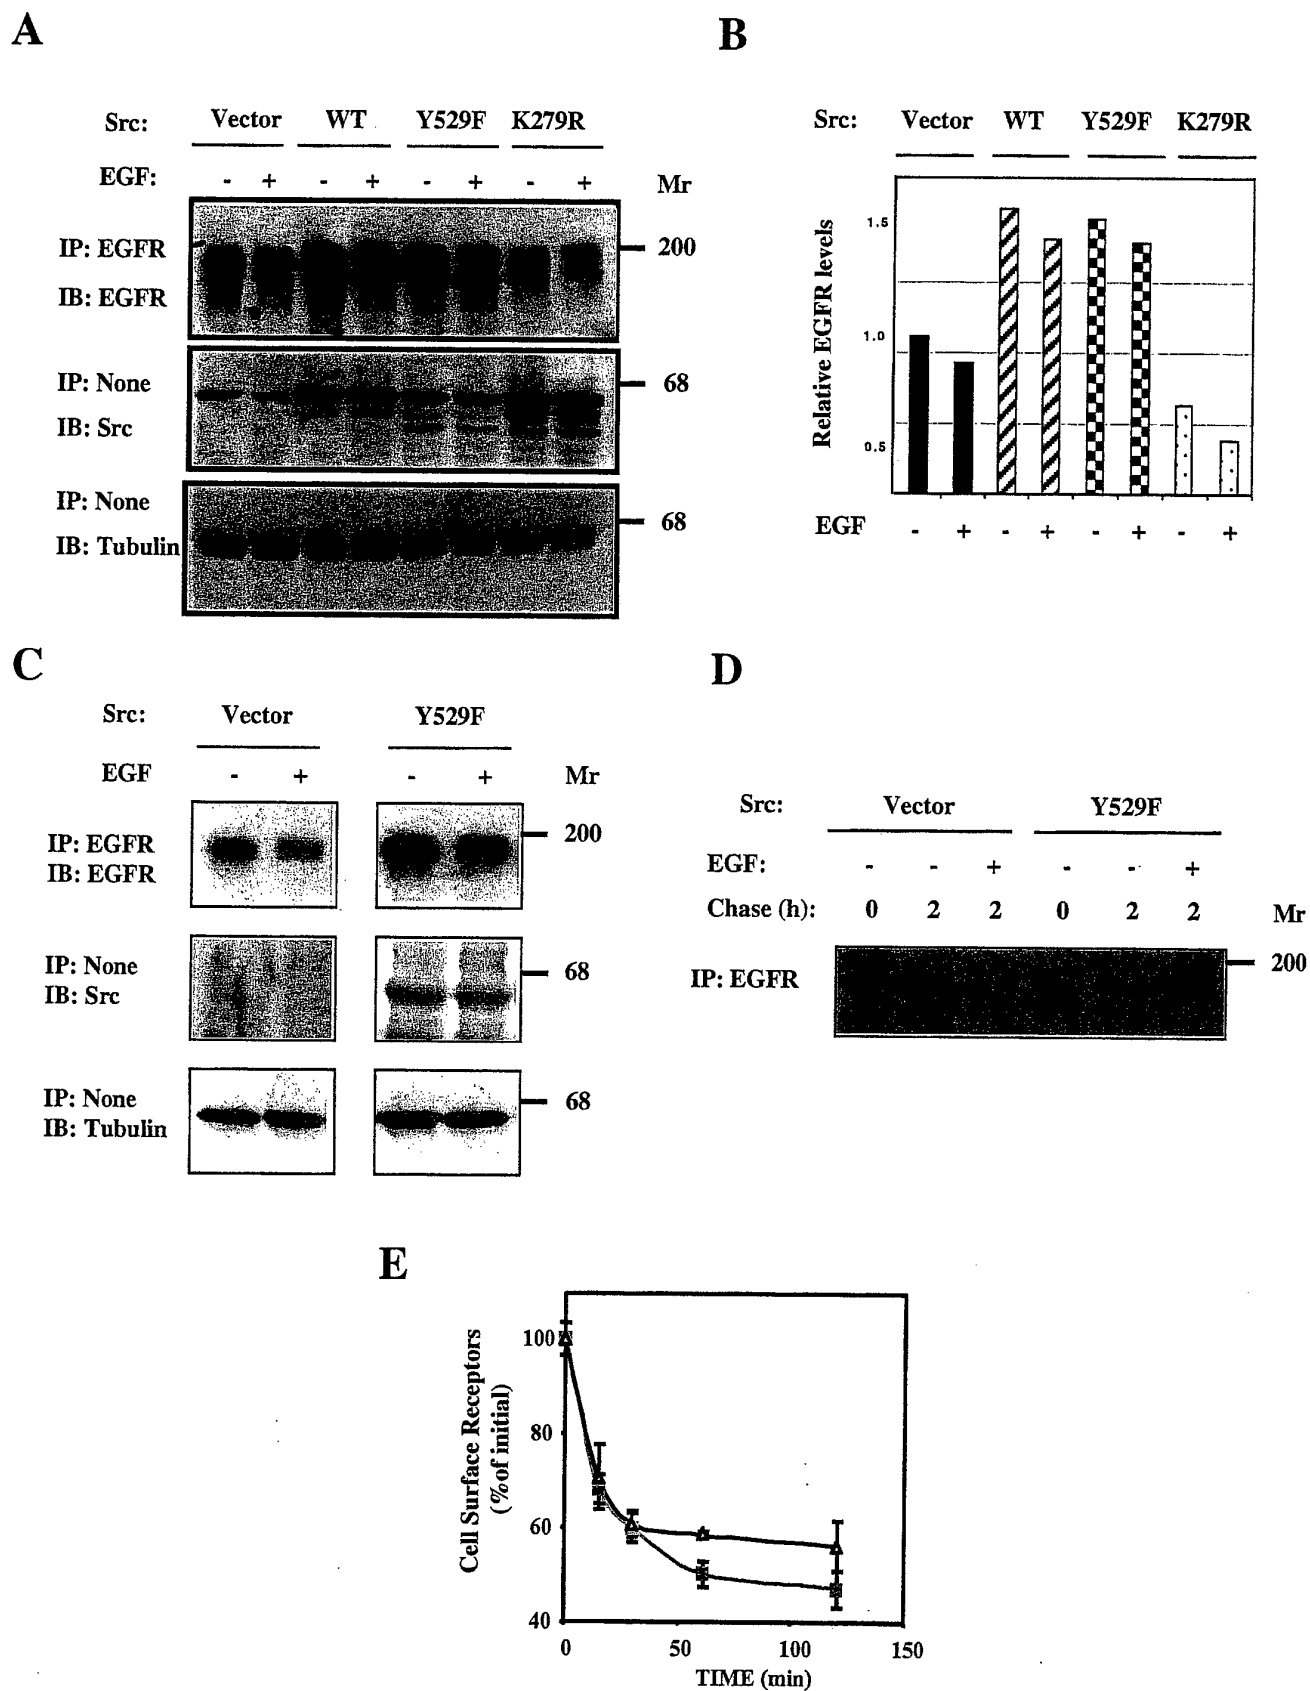 A
Src: Vector WT Y529F K279R
EGF: - + - + - + - + Mr
IP: EGFR
IB: EGFR
200
IP: None
IB: Src
68
IP: None
IB: Tubulin
68
B
Src: Vector WT Y529F K279R
Relative EGFR levels
1.5
1.0
0.5
EGF - + - + - + - +
C
Src: Vector Y529F
EGF - + - + Mr
IP: EGFR
IB: EGFR
200
IP: None
IB: Src
68
IP: None
IB: Tubulin
68
D
Src: Vector Y529F
EGF: - - + - - +
Chase (h): 0 2 2 0 2 2 Mr
IP: EGFR
200
E
Cell Surface Receptors
(%of initial)
100
80
60
40
0 50 100 150
TIME (min)